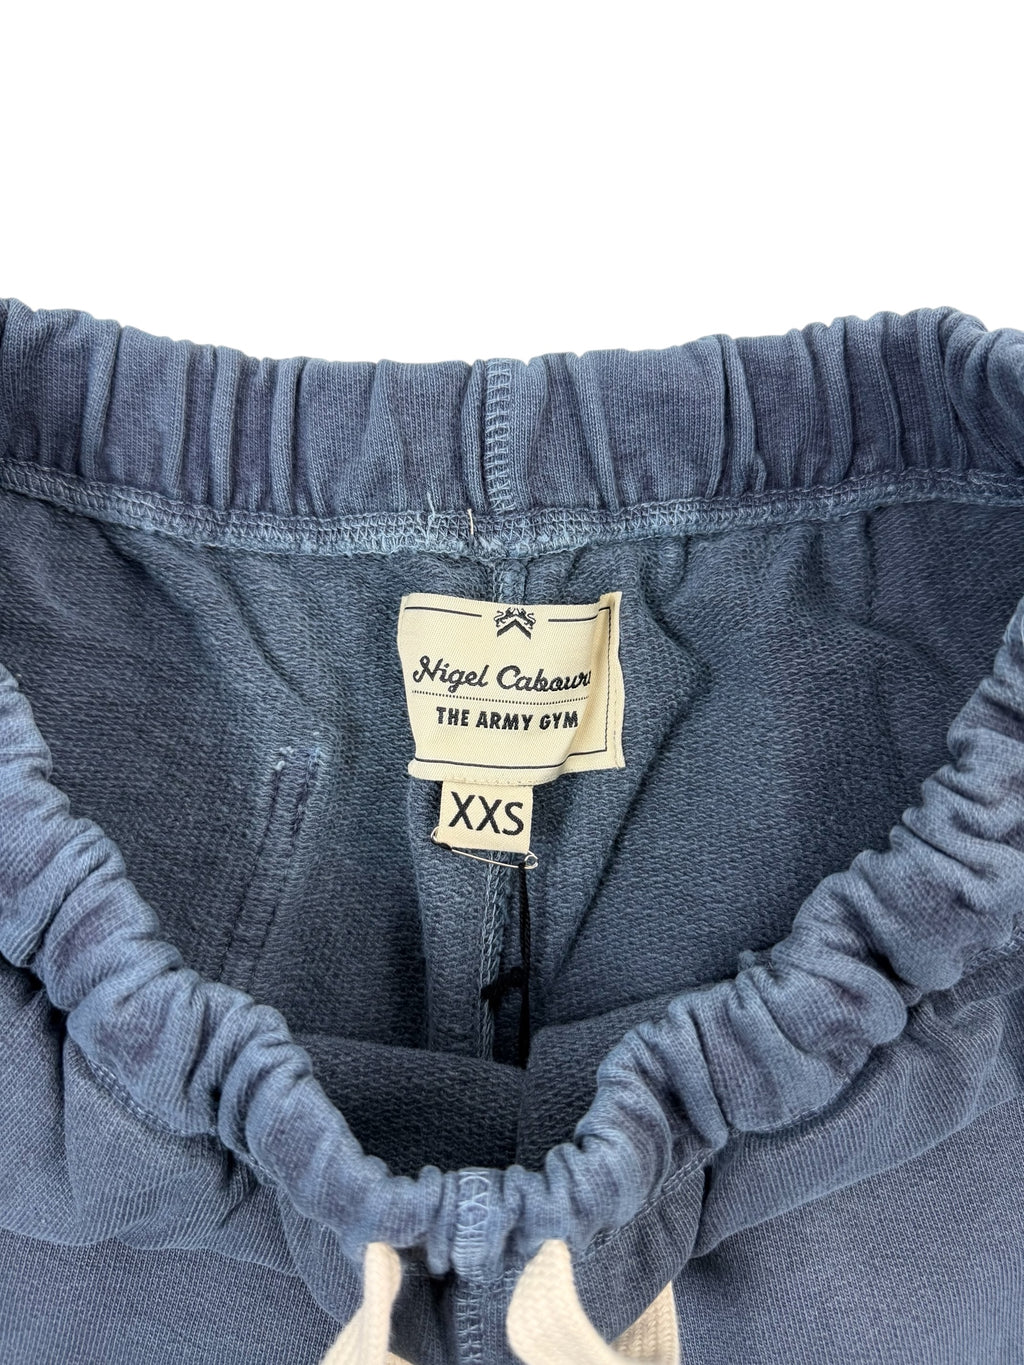 Nigel Cabourn
THE ARMY GYM
XXS